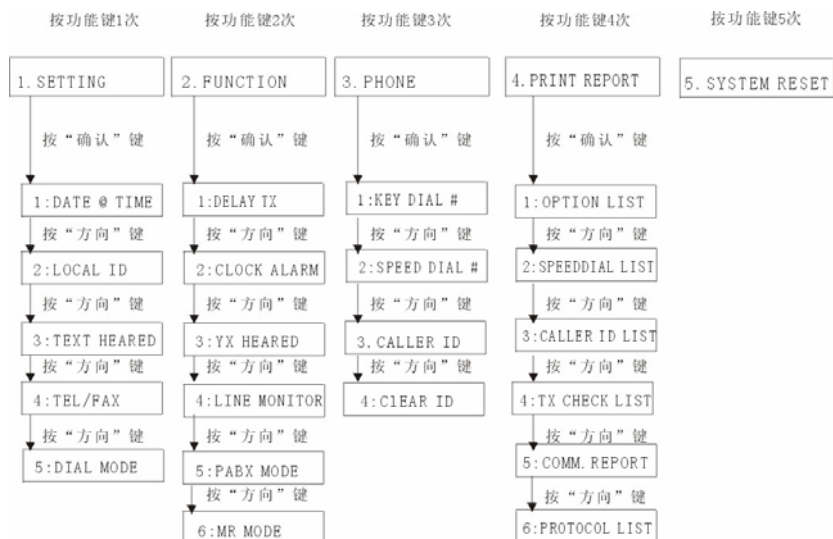 按功能键1次 按功能键2次 按功能键3次 按功能键4次 按功能键5次
1. SETTING 2. FUNCTION 3. PHONE 4. PRINT REPORT 5. SYSTEM RESET
按“确认”键 按“确认”键 按“确认”键 按“确认”键
1:DATE @ TIME 1:DELAY TX 1:KEY DIAL # 1:OPTION LIST
按“方向”键 按“方向”键 按“方向”键 按“方向”键
2:LOCAL ID 2:CLOCK ALARM 2:SPEED DIAL # 2:SPEEDDIAL LIST
按“方向”键 按“方向”键 按“方向”键 按“方向”键
3:TEXT HEARED 3:YX HEARED 3. CALLER ID 3:CALLER ID LIST
按“方向”键 按“方向”键 按“方向”键 按“方向”键
4:TEL/FAX 4:LINE MONITOR 4:ClEAR ID 4:TX CHECK LIST
按“方向”键 按“方向”键 按“方向”键
5:DIAL MODE 5:PABX MODE 5:COMM. REPORT
按“方向”键 按“方向”键
6:MR MODE 6:PROTOCOL LIST